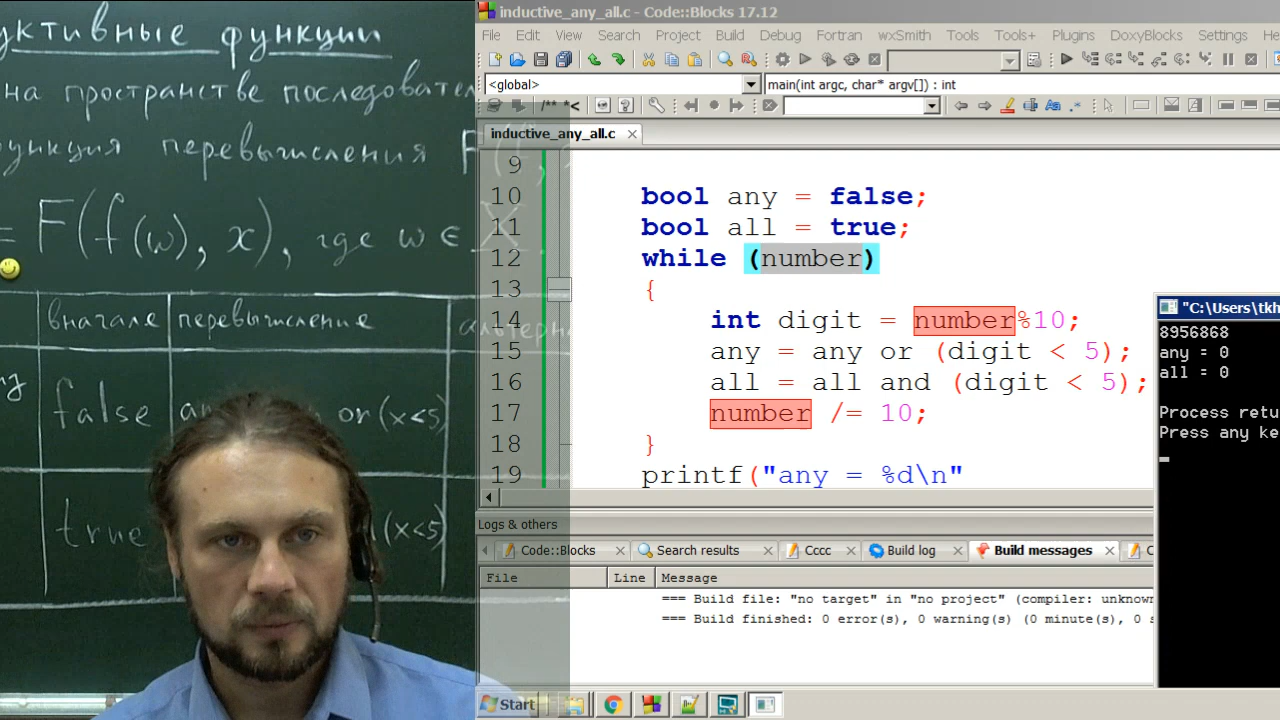 уктивные функции
на пространстве последовател
ункция перевычисления F
= F(f(w), x), где w ∈ X
вначале перевычисление альтерн
false or(x<5)
true (x<5)
inductive_any_all.c - Code::Blocks 17.12
File Edit View Search Project Build Debug Fortran wxSmith Tools Tools+ Plugins DoxyBlocks Settings
<global> main(int argc, char* argv[]) : int
/** *<
Aa .*
inductive_any_all.c
9
10 bool any = false;
11 bool all = true;
12 while (number)
13 {
14 int digit = number%10;
15 any = any or (digit < 5);
16 all = all and (digit < 5);
17 number /= 10;
18 }
19 printf("any = %d\n"
"C:\Users\tkh
8956868
any = 0
all = 0
Process retu
Press any ke
Logs & others
Code::Blocks Search results Cccc Build log Build messages
File Line Message
=== Build file: "no target" in "no project" (compiler: unknown
=== Build finished: 0 error(s), 0 warning(s) (0 minute(s), 0 s
Start